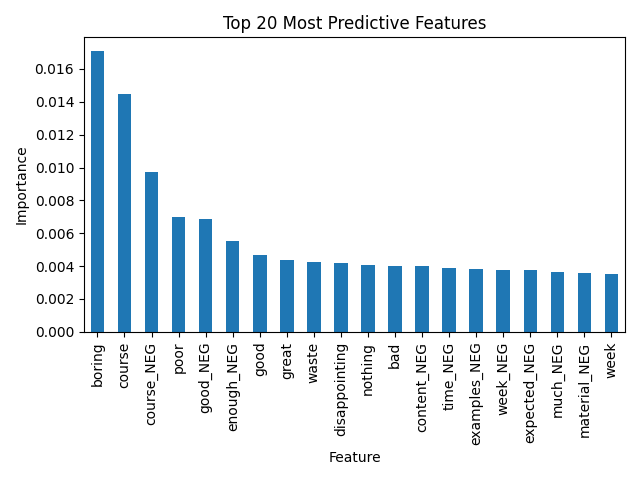 Top 20 Most Predictive Features
Importance
0.016
0.014
0.012
0.010
0.008
0.006
0.004
0.002
0.000
boring
course
course_NEG
poor
good_NEG
enough_NEG
good
great
waste
disappointing
nothing
bad
content_NEG
time_NEG
examples_NEG
week_NEG
expected_NEG
much_NEG
material_NEG
week
Feature